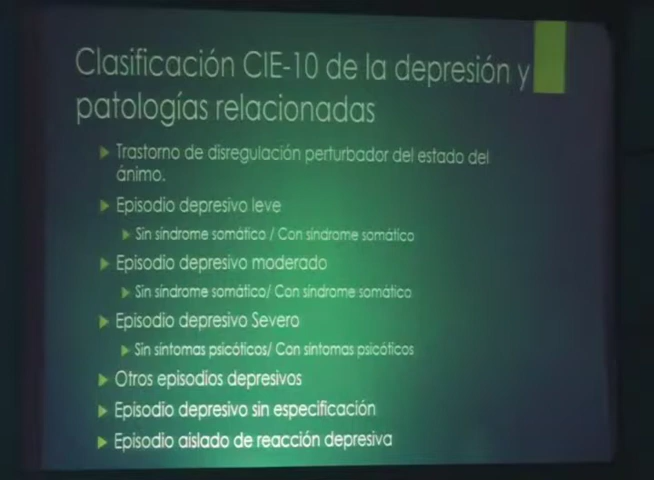 Clasificación CIE-10 de la depresión y
patologías relacionadas
Trastorno de disregulación perturbador del estado del
ánimo.
Episodio depresivo leve
Sin síndrome somático / Con síndrome somático
Episodio depresivo moderado
Sin síndrome somático/ Con síndrome somático
Episodio depresivo Severo
Sin síntomas psicóticos/ Con síntomas psicóticos
Otros episodios depresivos
Episodio depresivo sin especificación
Episodio aislado de reacción depresiva